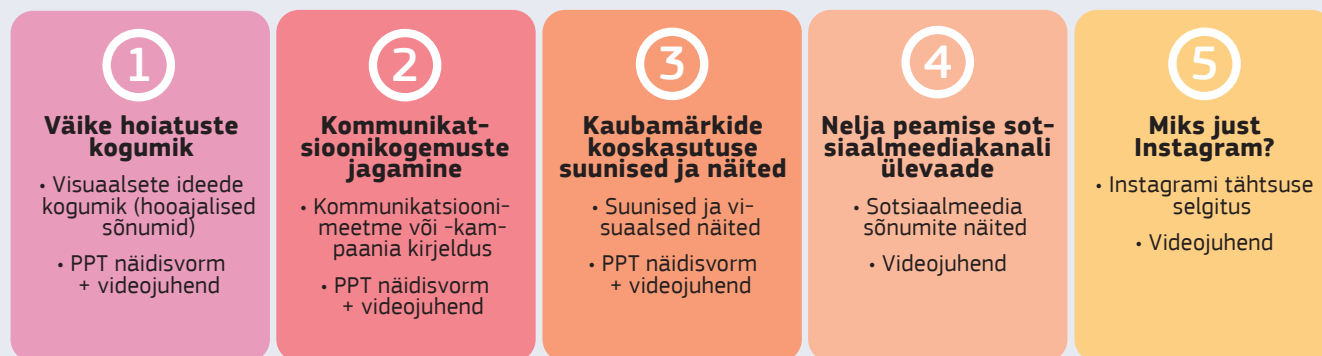 1
Väike hoiatuste
kogumik
• Visuaalsete ideede
kogumik (hooajalised
sõnumid)
• PPT näidisvorm
+ videojuhend
2
Kommunikat-
sioonikogemuste
jagamine
• Kommunikatsiooni-
meetme või -kam-
paania kirjeldus
• PPT näidisvorm
+ videojuhend
3
Kaubamärkide
kooskasutuse
suunised ja näited
• Suunised ja vi-
suaalsed näited
• PPT näidisvorm
+ videojuhend
4
Nelja peamise sot-
siaalmeediakanali
ülevaade
• Sotsiaalmeedia
sõnumite näited
• Videojuhend
5
Miks just
Instagram?
• Instagrami tähtsuse
selgitus
• Videojuhend